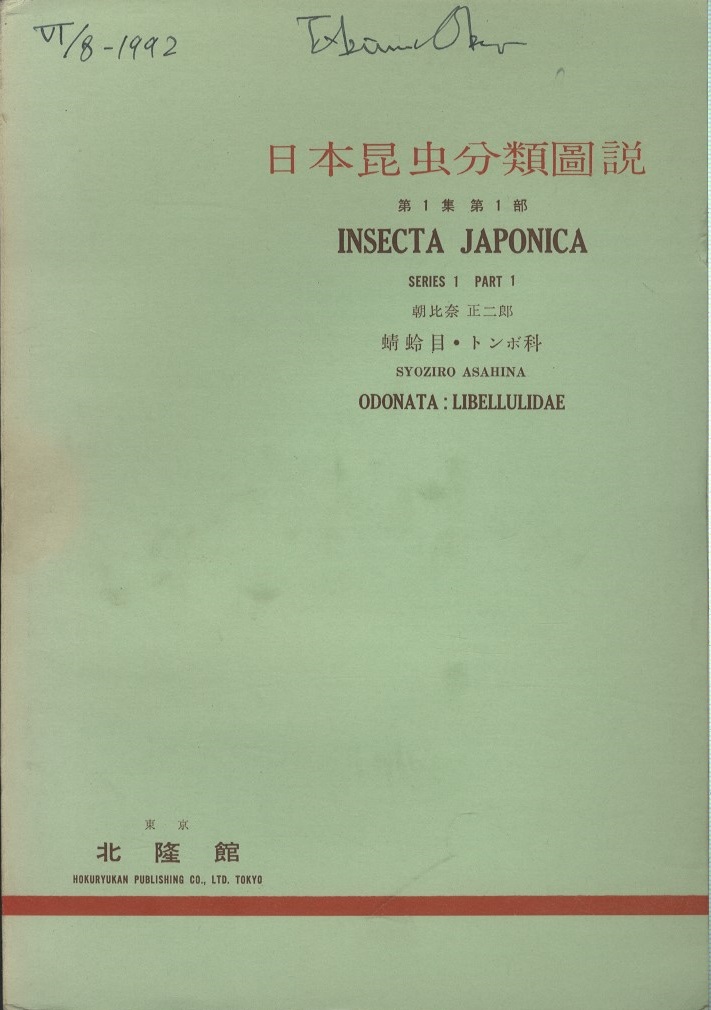 VI/8-1992
日本昆虫分類圖説
第1集 第1部
INSECTA JAPONICA
SERIES 1 PART 1
朝比奈 正二郎
蜻蛉目・トンボ科
SYOZIRO ASAHINA
ODONATA : LIBELLULIDAE
東京
北隆館
HOKURYUKAN PUBLISHING CO., LTD. TOKYO